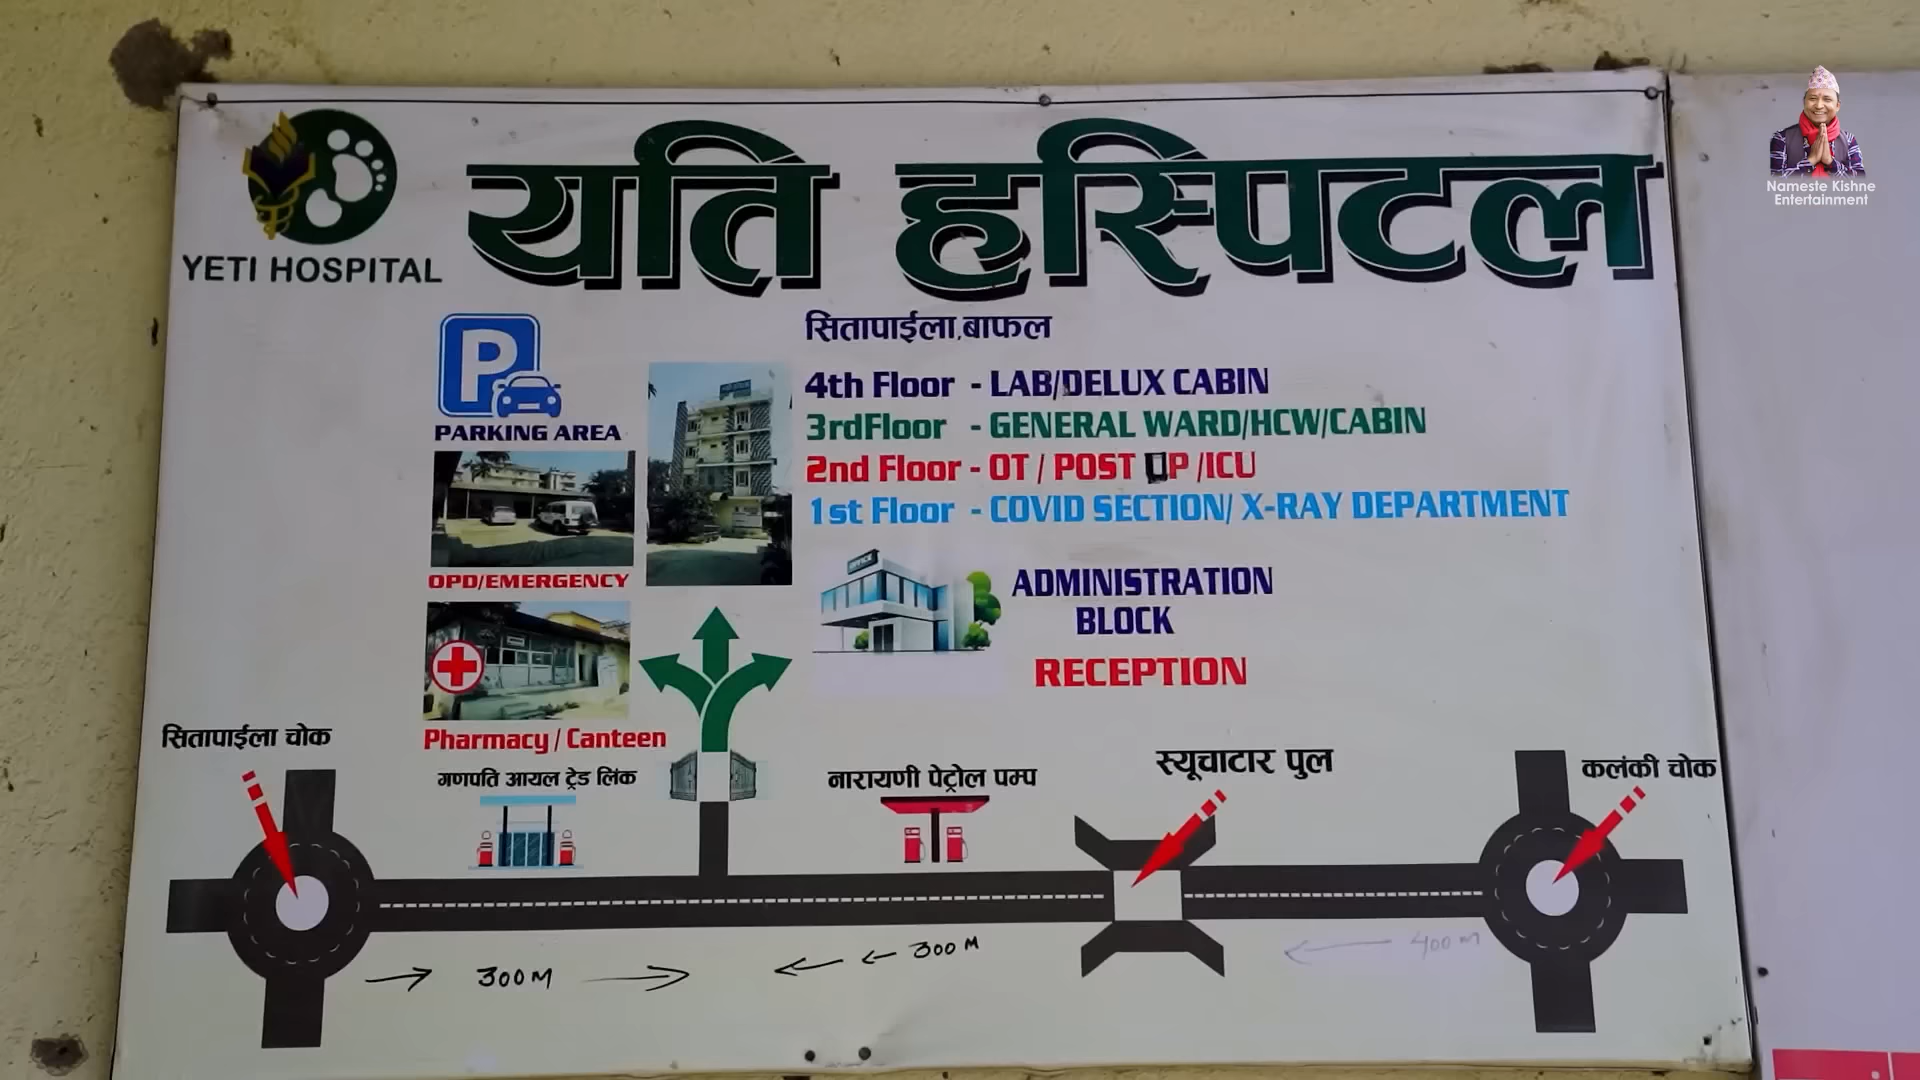 यति हस्पिटल
YETI HOSPITAL
Nameste Kishne
Entertainment
सितापाईला, बाफल
4th Floor - LAB/DELUX CABIN
3rdFloor - GENERAL WARD/HCW/CABIN
2nd Floor - OT / POST OP /ICU
1st Floor - COVID SECTION/ X-RAY DEPARTMENT
P
PARKING AREA
OPD/EMERGENCY
Pharmacy / Canteen
OFFICE
ADMINISTRATION
BLOCK
RECEPTION
सितापाईला चोक
गणपति आयल ट्रेड लिंक
नारायणी पेट्रोल पम्प
स्यूचाटार पुल
कलंकी चोक
300M
300M
400m